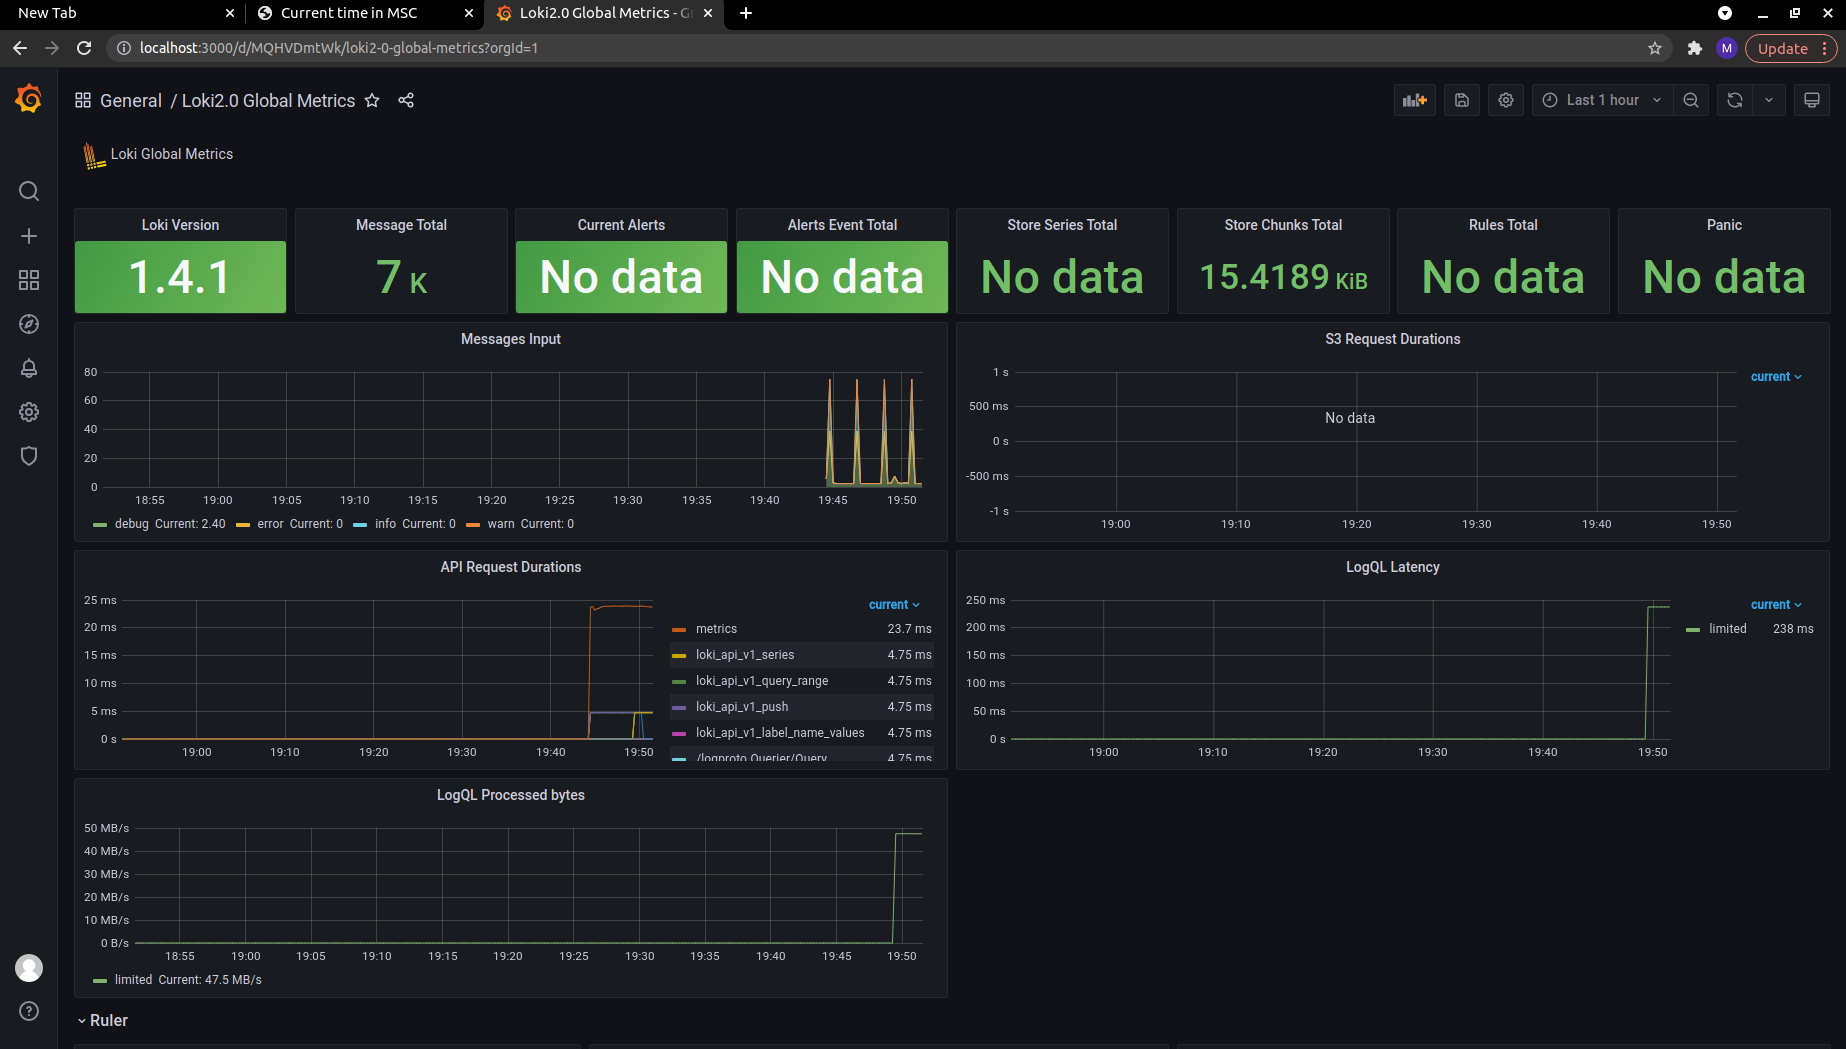 New Tab
Current time in MSC
Loki2.0 Global Metrics - Gr
localhost:3000/d/MQHVDmtWk/loki2-0-global-metrics?orgId=1
M
Update
General / Loki2.0 Global Metrics
Last 1 hour
Loki Global Metrics
Loki Version
1.4.1
Message Total
7 K
Current Alerts
No data
Alerts Event Total
No data
Store Series Total
No data
Store Chunks Total
15.4189 KiB
Rules Total
No data
Panic
No data
Messages Input
80
60
40
20
0
18:55 19:00 19:05 19:10 19:15 19:20 19:25 19:30 19:35 19:40 19:45 19:50
debug Current: 2.40 error Current: 0 info Current: 0 warn Current: 0
S3 Request Durations
current
1 s
500 ms
0 s
-500 ms
-1 s
No data
19:00 19:10 19:20 19:30 19:40 19:50
API Request Durations
25 ms
20 ms
15 ms
10 ms
5 ms
0 s
19:00 19:10 19:20 19:30 19:40 19:50
current
metrics 23.7 ms
loki_api_v1_series 4.75 ms
loki_api_v1_query_range 4.75 ms
loki_api_v1_push 4.75 ms
loki_api_v1_label_name_values 4.75 ms
/logproto.Querier/Query 4.75 ms
LogQL Latency
250 ms
200 ms
150 ms
100 ms
50 ms
0 s
19:00 19:10 19:20 19:30 19:40 19:50
current
limited 238 ms
LogQL Processed bytes
50 MB/s
40 MB/s
30 MB/s
20 MB/s
10 MB/s
0 B/s
18:55 19:00 19:05 19:10 19:15 19:20 19:25 19:30 19:35 19:40 19:45 19:50
limited Current: 47.5 MB/s
Ruler